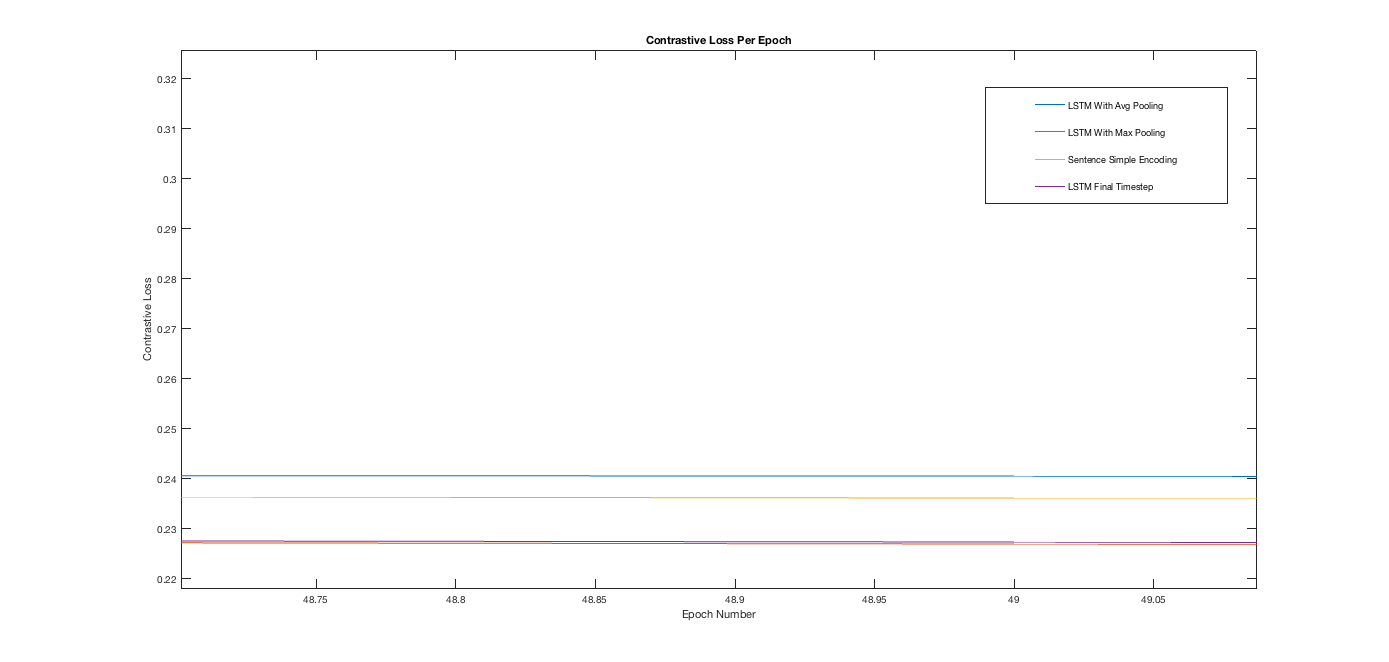 Contrastive Loss Per Epoch
0.32
0.31
0.3
0.29
0.28
0.27
0.26
0.25
0.24
0.23
0.22
Contrastive Loss
LSTM With Avg Pooling
LSTM With Max Pooling
Sentence Simple Encoding
LSTM Final Timestep
48.75 48.8 48.85 48.9 48.95 49 49.05
Epoch Number